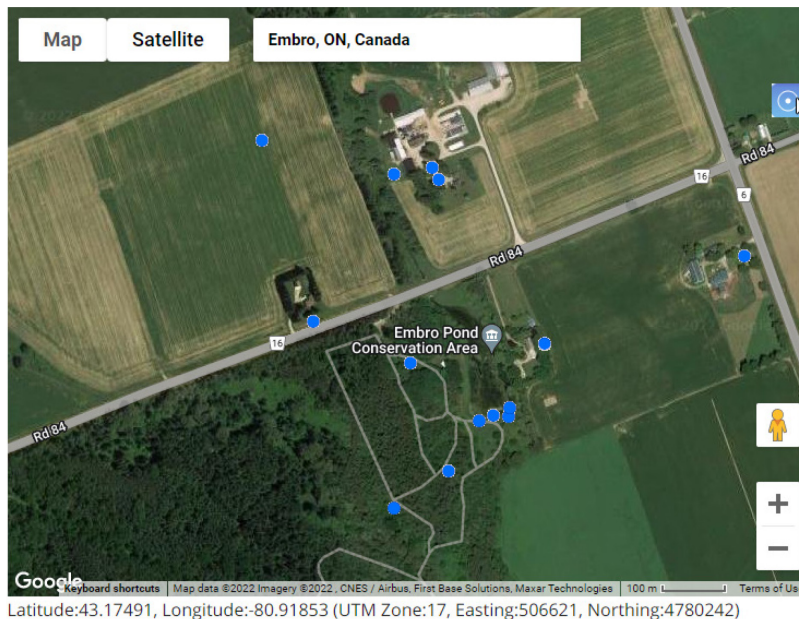 Map
Satellite
Embro, ON, Canada
Rd 84
16
6
Rd 84
Embro Pond
Conservation Area
16
Rd 84
Google
Keyboard shortcuts
Map data ©2022 Imagery ©2022 , CNES / Airbus, First Base Solutions, Maxar Technologies
100 m
Terms of Us
Latitude:43.17491, Longitude:-80.91853 (UTM Zone:17, Easting:506621, Northing:4780242)